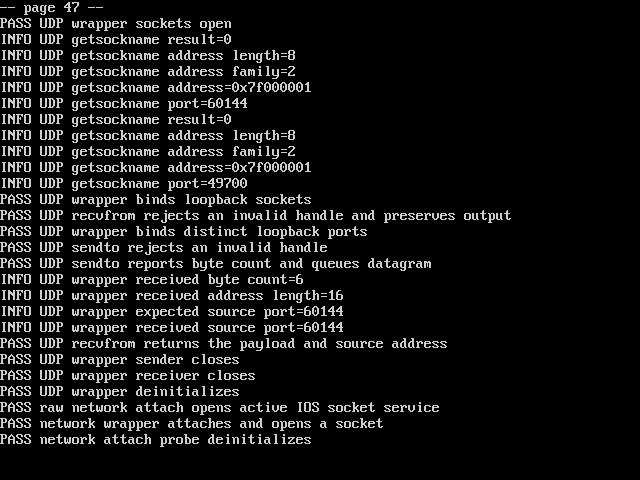 -- page 47 --
PASS UDP wrapper sockets open
INFO UDP getsockname result=0
INFO UDP getsockname address length=8
INFO UDP getsockname address family=2
INFO UDP getsockname address=0x7f000001
INFO UDP getsockname port=60144
INFO UDP getsockname result=0
INFO UDP getsockname address length=8
INFO UDP getsockname address family=2
INFO UDP getsockname address=0x7f000001
INFO UDP getsockname port=49700
PASS UDP wrapper binds loopback sockets
PASS UDP recvfrom rejects an invalid handle and preserves output
PASS UDP wrapper binds distinct loopback ports
PASS UDP sendto rejects an invalid handle
PASS UDP sendto reports byte count and queues datagram
INFO UDP wrapper received byte count=6
INFO UDP wrapper received address length=16
INFO UDP wrapper expected source port=60144
INFO UDP wrapper received source port=60144
PASS UDP recvfrom returns the payload and source address
PASS UDP wrapper sender closes
PASS UDP wrapper receiver closes
PASS UDP wrapper deinitializes
PASS raw network attach opens active IOS socket service
PASS network wrapper attaches and opens a socket
PASS network attach probe deinitializes